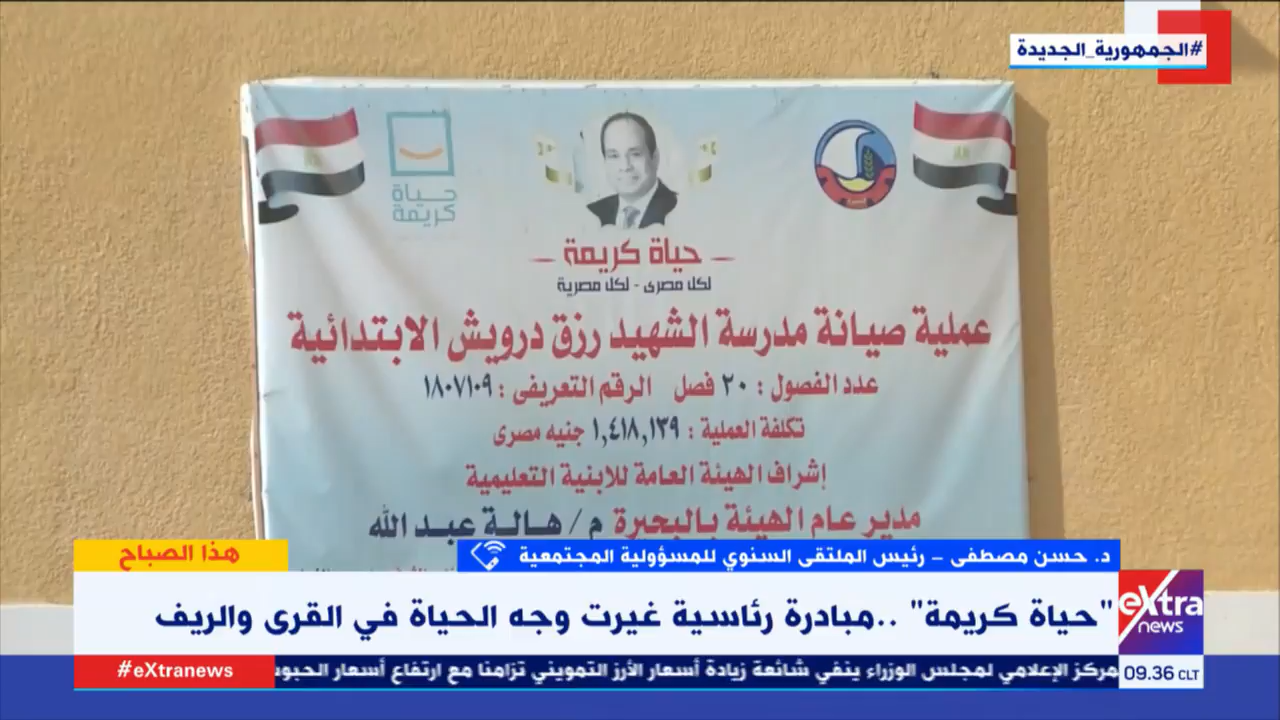 #الجمهورية_الجديدة
حياة
كريمة
حياة كريمة
لكل مصرى - لكل مصرية
عملية صيانة مدرسة الشهيد رزق درويش الابتدائية
عدد الفصول : ٢٠ فصل الرقم التعريفى : ١٨٠٧١٠٩
تكلفة العملية : ١,٤١٨,١٣٩ جنيه مصرى
إشراف الهيئة العامة للابنية التعليمية
مدير عام الهيئة بالبحيرة م/ هالة عبد الله
هذا الصباح
د. حسن مصطفى – رئيس الملتقى السنوي للمسؤولية المجتمعية
"حياة كريمة" ..مبادرة رئاسية غيرت وجه الحياة في القرى والريف
eXtra
news
#eXtranews
مركز الإعلامي لمجلس الوزراء ينفي شائعة زيادة أسعار الأرز التمويني تزامنا مع ارتفاع أسعار الحبوب
09.36 CLT